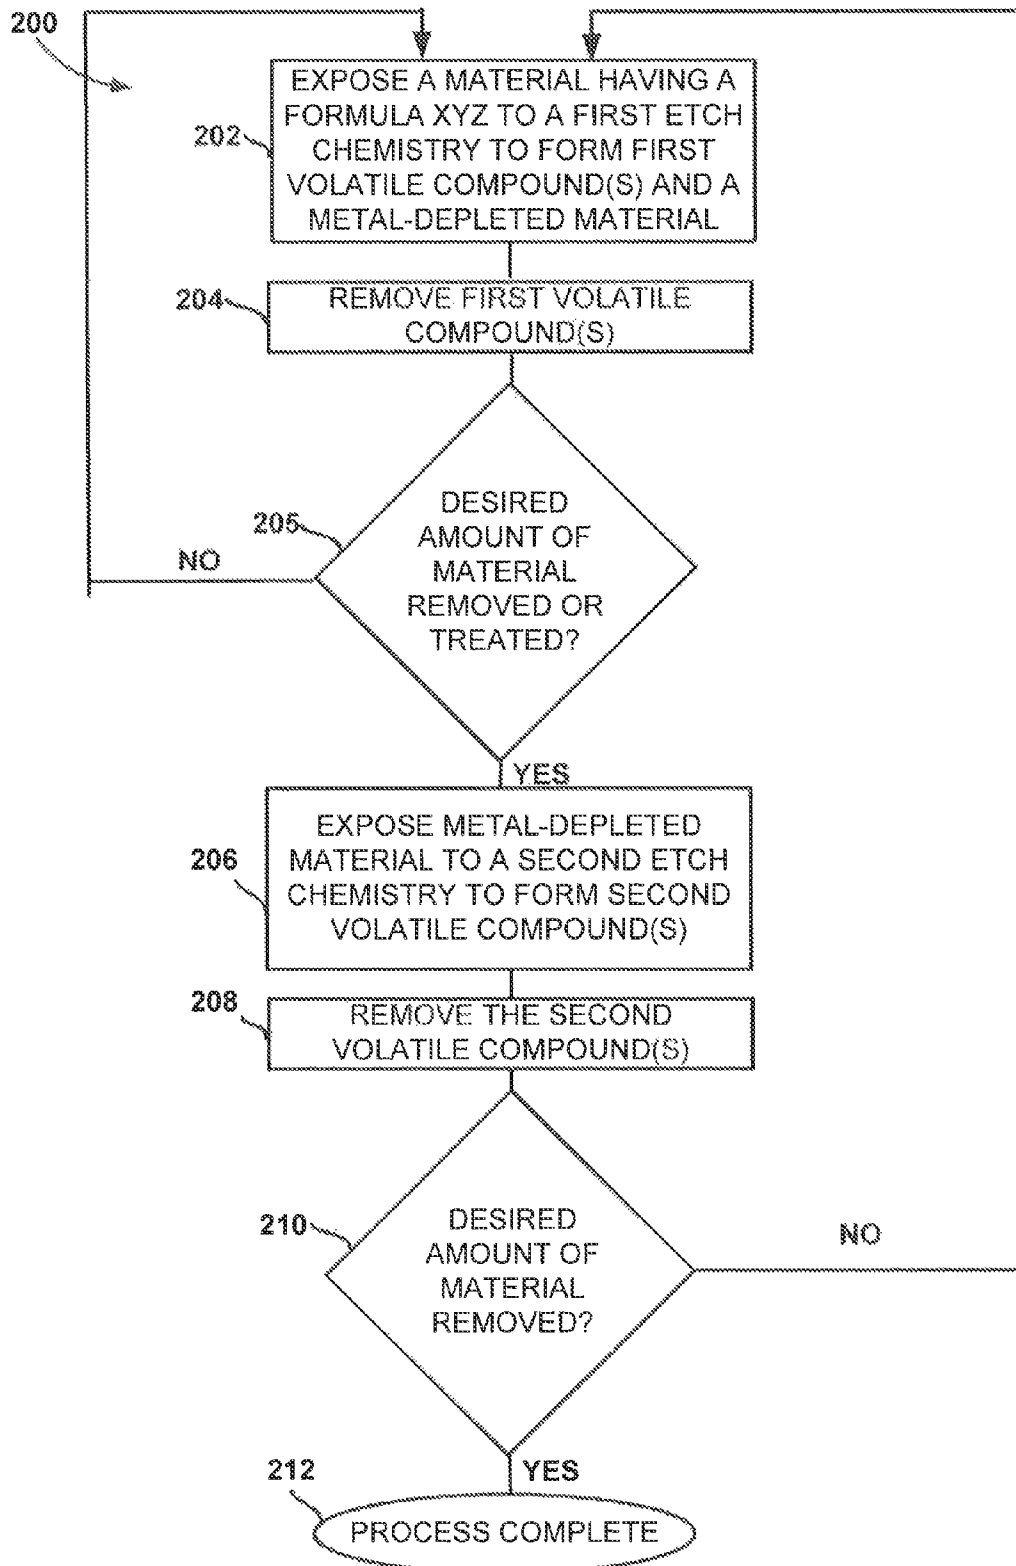 200
EXPOSE A MATERIAL HAVING A
FORMULA XYZ TO A FIRST ETCH
202
CHEMISTRY TO FORM FIRST
VOLATILE COMPOUND(S) AND A
METAL-DEPLETED MATERIAL
204
REMOVE FIRST VOLATILE
COMPOUND(S)
205
DESIRED
AMOUNT OF
MATERIAL
REMOVED OR
TREATED?
NO
YES
206
EXPOSE METAL-DEPLETED
MATERIAL TO A SECOND ETCH
CHEMISTRY TO FORM SECOND
VOLATILE COMPOUND(S)
208
REMOVE THE SECOND
VOLATILE COMPOUND(S)
210
DESIRED
AMOUNT OF
MATERIAL
REMOVED?
NO
YES
212
PROCESS COMPLETE